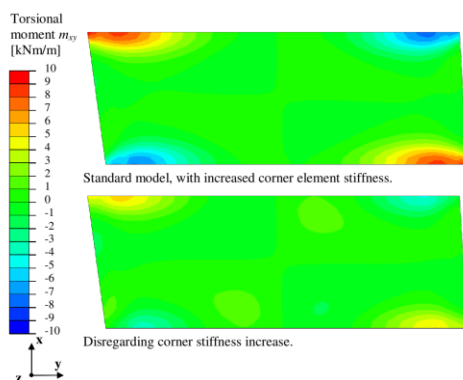 Torsional
moment mxy
[kNm/m]
10
9
8
7
6
5
4
3
2
1
0
-1
-2
-3
-4
-5
-6
-7
-8
-9
-10
Standard model, with increased corner element stiffness.
Disregarding corner stiffness increase.
x
z
y